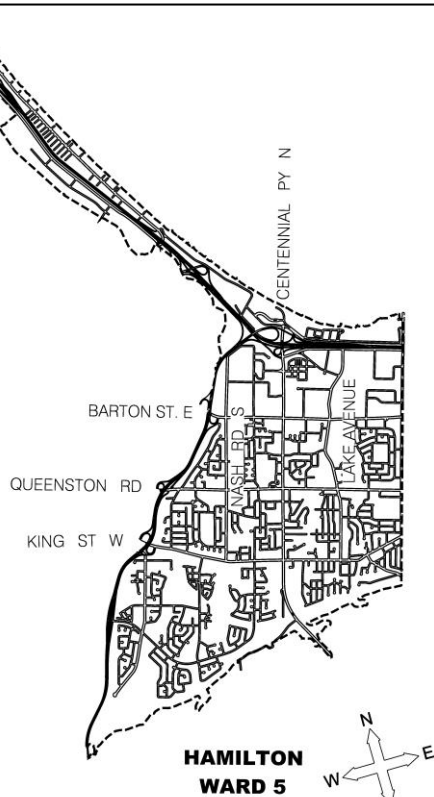 CENTENNIAL PY N
BARTON ST. E
NASH RD S
LAKE AVENUE
QUEENSTON RD
KING ST W
HAMILTON
WARD 5
N
W
E